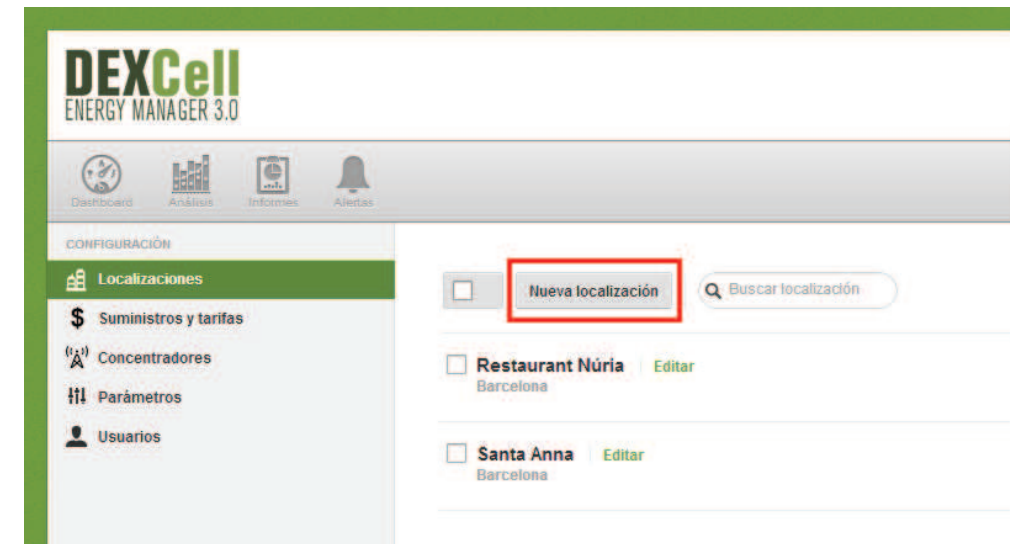 DEXCell
ENERGY MANAGER 3.0
Dashboard Análisis Informes Alertas
CONFIGURACIÓN
Localizaciones
Suministros y tarifas
Concentradores
Parámetros
Usuarios
Nueva localización Buscar localización
Restaurant Núria Editar
Barcelona
Santa Anna Editar
Barcelona